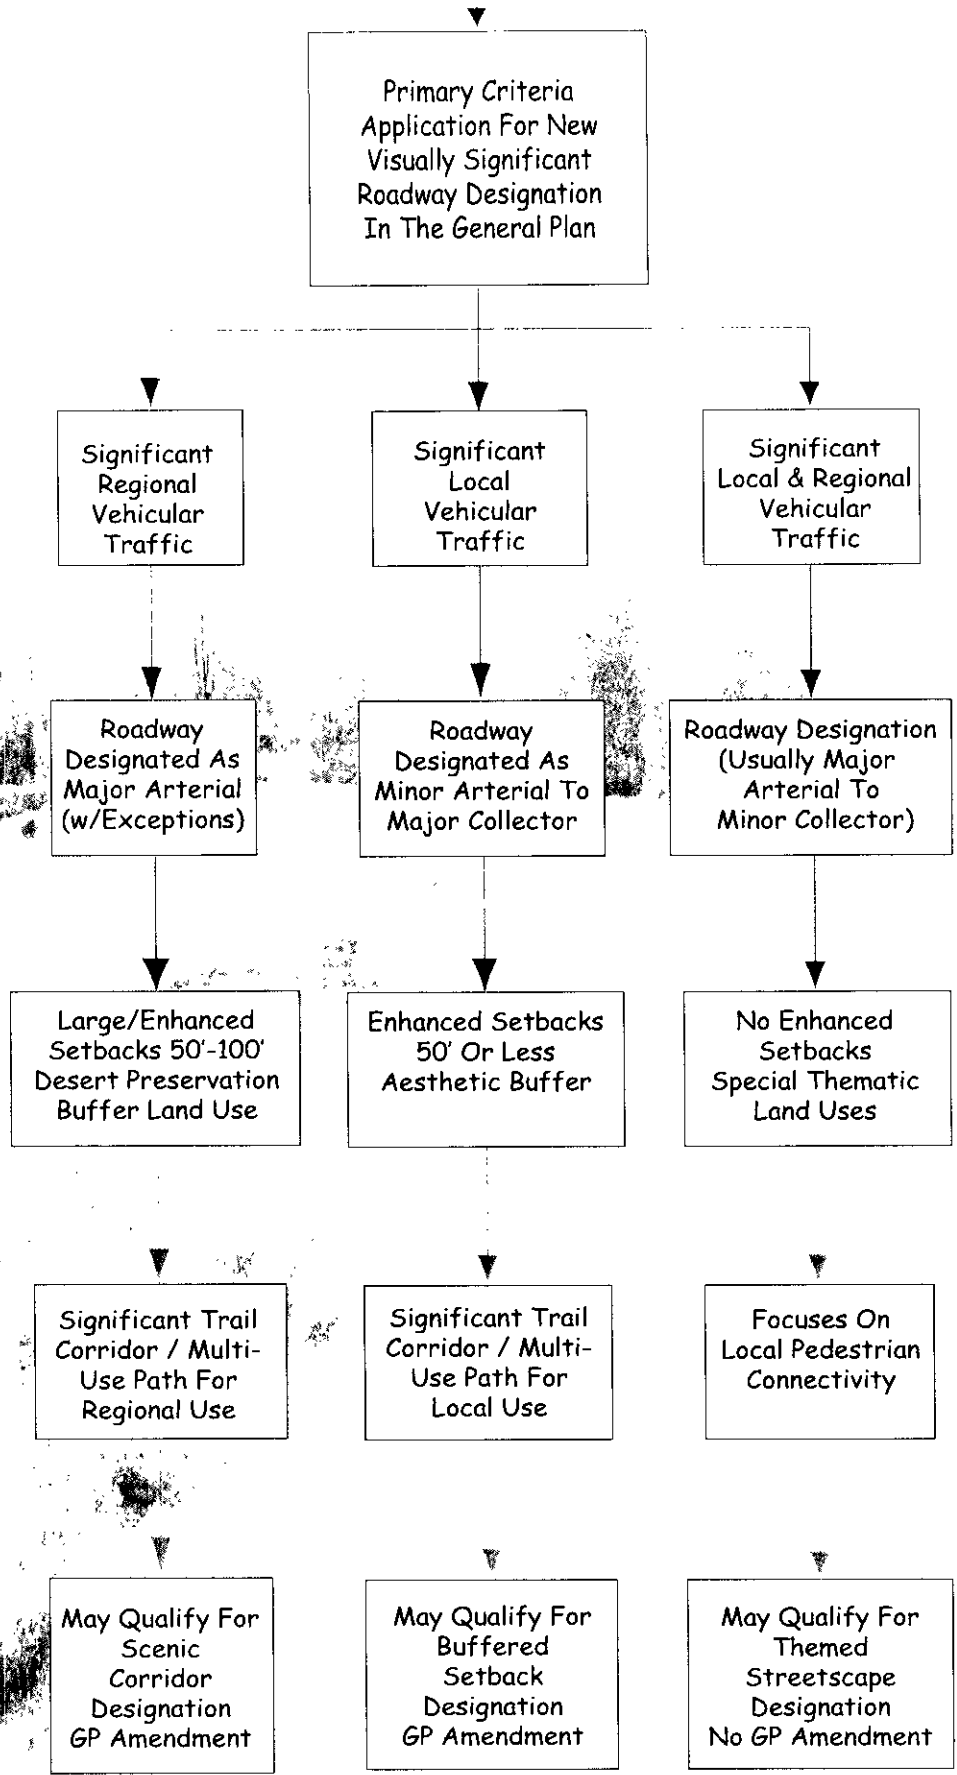 Primary Criteria
Application For New
Visually Significant
Roadway Designation
In The General Plan
Significant
Regional
Vehicular
Traffic
Significant
Local
Vehicular
Traffic
Significant
Local & Regional
Vehicular
Traffic
Roadway
Designated As
Major Arterial
(w/Exceptions)
Roadway
Designated As
Minor Arterial To
Major Collector
Roadway Designation
(Usually Major
Arterial To
Minor Collector)
Large/Enhanced
Setbacks 50'-100'
Desert Preservation
Buffer Land Use
Enhanced Setbacks
50' Or Less
Aesthetic Buffer
No Enhanced
Setbacks
Special Thematic
Land Uses
Significant Trail
Corridor / Multi-
Use Path For
Regional Use
Significant Trail
Corridor / Multi-
Use Path For
Local Use
Focuses On
Local Pedestrian
Connectivity
May Qualify For
Scenic
Corridor
Designation
GP Amendment
May Qualify For
Buffered
Setback
Designation
GP Amendment
May Qualify For
Themed
Streetscape
Designation
No GP Amendment